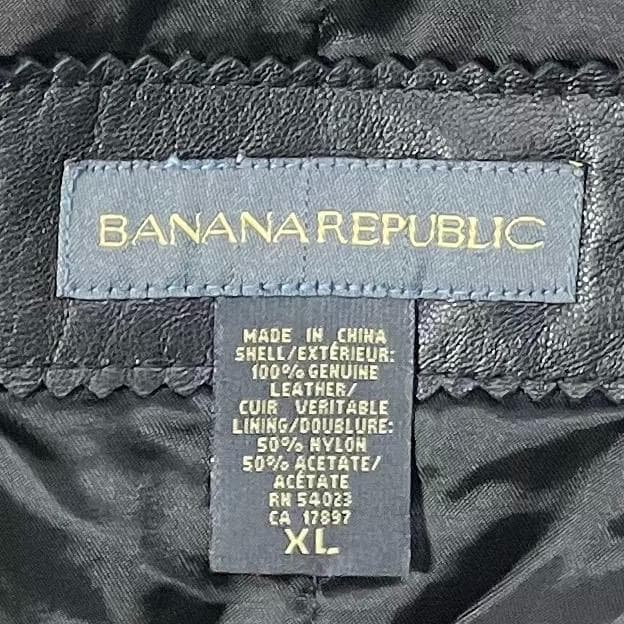 BANANA REPUBLIC
MADE IN CHINA
SHELL/EXTÉRIEUR:
100% GENUINE
LEATHER/
CUIR VERITABLE
LINING/DOUBLURE:
50% NYLON
50% ACETATE/
ACÉTATE
RN 54023
CA 17897
XL